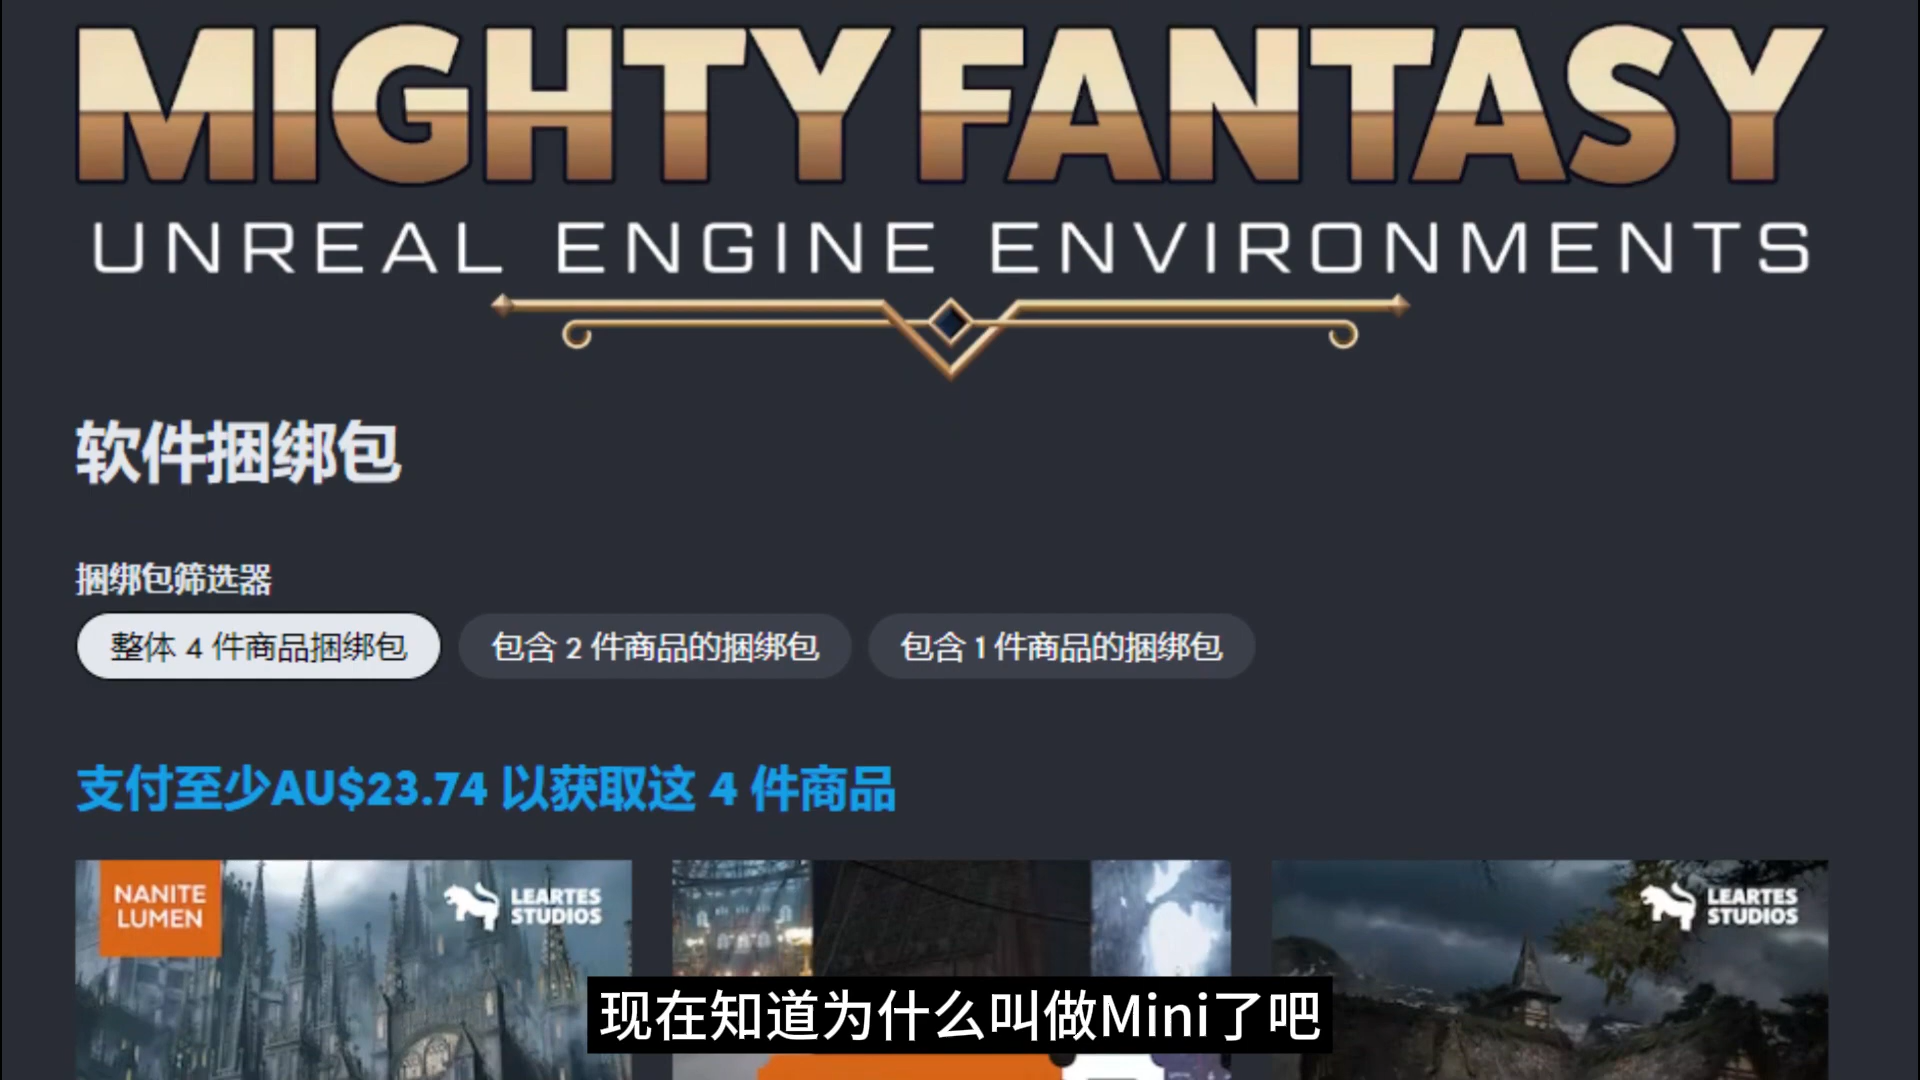 MIGHTY FANTASY
UNREAL ENGINE ENVIRONMENTS
软件捆绑包
捆绑包筛选器
整体 4 件商品捆绑包
包含 2 件商品的捆绑包
包含 1 件商品的捆绑包
支付至少AU$23.74 以获取这 4 件商品
NANITE
LUMEN
LEARTES
STUDIOS
LEARTES
STUDIOS
现在知道为什么叫做Mini了吧